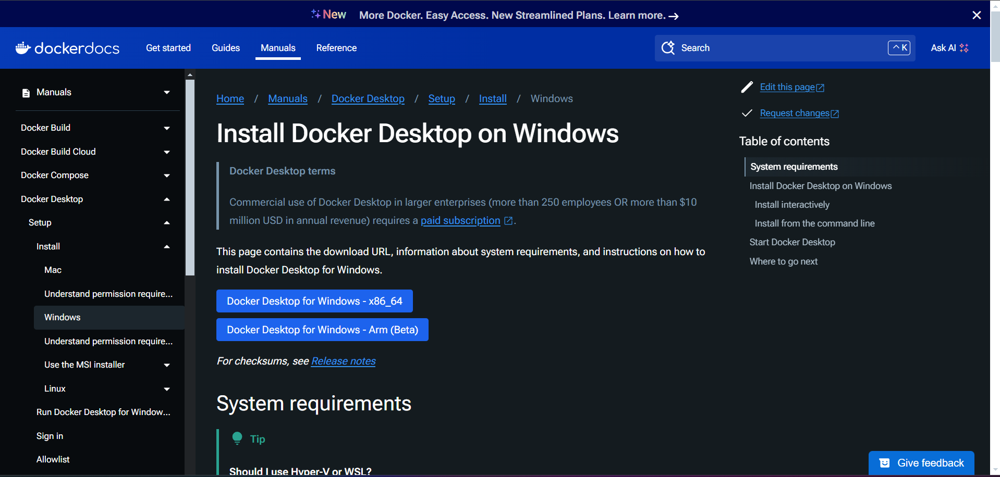 New More Docker. Easy Access. New Streamlined Plans. Learn more.
dockerdocs
Get started
Guides
Manuals
Reference
Search
^ K
Ask AI
Manuals
Docker Build
Docker Build Cloud
Docker Compose
Docker Desktop
Setup
Install
Mac
Understand permission require...
Windows
Understand permission require...
Use the MSI installer
Linux
Run Docker Desktop for Window...
Sign in
Allowlist
Home / Manuals / Docker Desktop / Setup / Install / Windows
Install Docker Desktop on Windows
Docker Desktop terms
Commercial use of Docker Desktop in larger enterprises (more than 250 employees OR more than $10
million USD in annual revenue) requires a paid subscription .
This page contains the download URL, information about system requirements, and instructions on how to
install Docker Desktop for Windows.
Docker Desktop for Windows - x86_64
Docker Desktop for Windows - Arm (Beta)
For checksums, see Release notes
System requirements
Tip
Should I use Hyper-V or WSL?
Edit this page
Request changes
Table of contents
System requirements
Install Docker Desktop on Windows
Install interactively
Install from the command line
Start Docker Desktop
Where to go next
Give feedback